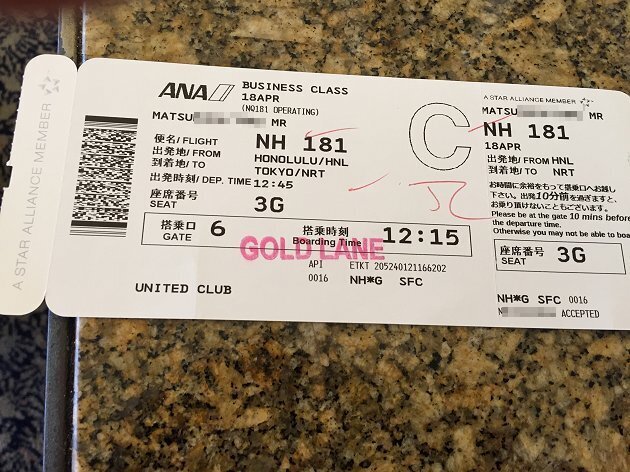 A STAR ALLIANCE MEMBER
ANA BUSINESS CLASS
18APR
(NQ181 OPERATING)
MATSU MR
便名/FLIGHT NH 181
出発地/FROM HONOLULU/HNL
到着地/TO TOKYO/NRT
出発時刻/DEP. TIME 12:45
座席番号
SEAT 3G
搭乗口
GATE 6
搭乗時刻
Boarding Time 12:15
GOLD LANE
API ETKT 205240121166202
0016 NH*G SFC
UNITED CLUB
C
A STAR ALLIANCE MEMBER
MATSU MR
NH 181
18APR
出発地/FROM HNL
到着地/TO NRT
お時間に余裕をもって搭乗口へお越し
下さい。出発10分前を過ぎますと、
お乗り頂けないこともございます。
Please be at the gate 10 mins before
the departure time.
Otherwise you may not be able to boa
座席番号
SEAT 3G
NH*G SFC 0016
N ACCEPTED